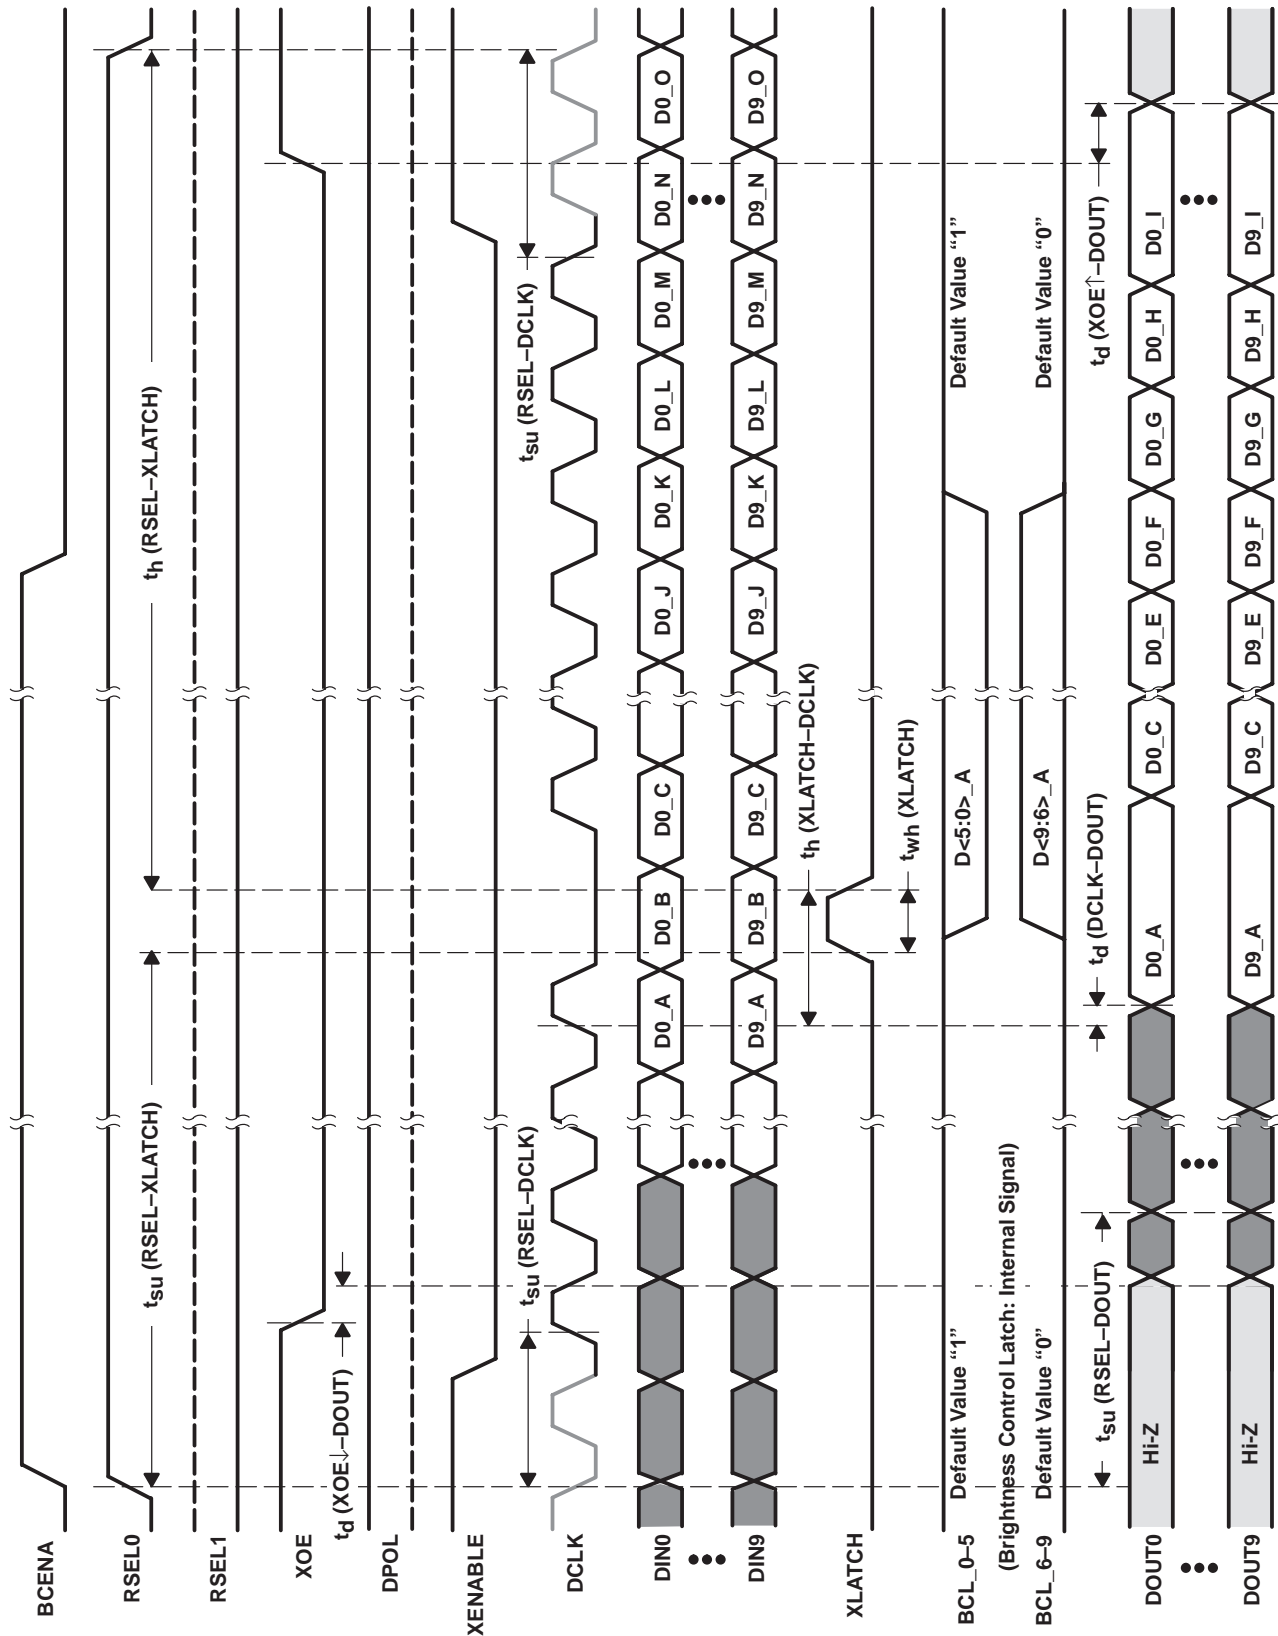 BCENA
RSEL0
tsu (RSEL–XLATCH)
th (RSEL–XLATCH)
RSEL1
XOE
td (XOE↓–DOUT)
DPOL
XENABLE
tsu (RSEL–DCLK)
tsu (RSEL–DCLK)
DCLK
DIN0
D0_A
D0_B
D0_C
D0_J
D0_K
D0_L
D0_M
D0_N
D0_O
DIN9
D9_A
D9_B
D9_C
D9_J
D9_K
D9_L
D9_M
D9_N
D9_O
th (XLATCH–DCLK)
XLATCH
twh (XLATCH)
BCL_0–5
Default Value “1”
D<5:0>_A
Default Value “1”
(Brightness Control Latch: Internal Signal)
BCL_6–9
Default Value “0”
D<9:6>_A
Default Value “0”
tsu (RSEL–DOUT)
td (DCLK–DOUT)
td (XOE↑–DOUT)
DOUT0
Hi-Z
D0_A
D0_C
D0_E
D0_F
D0_G
D0_H
D0_I
DOUT9
Hi-Z
D9_A
D9_C
D9_E
D9_F
D9_G
D9_H
D9_I